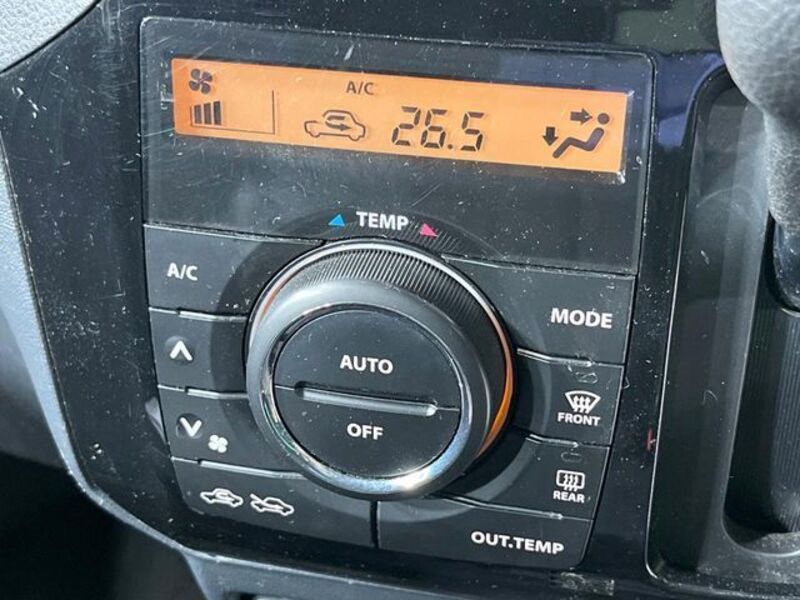 A/C
26.5
TEMP
A/C
MODE
AUTO
OFF
FRONT
REAR
OUT.TEMP